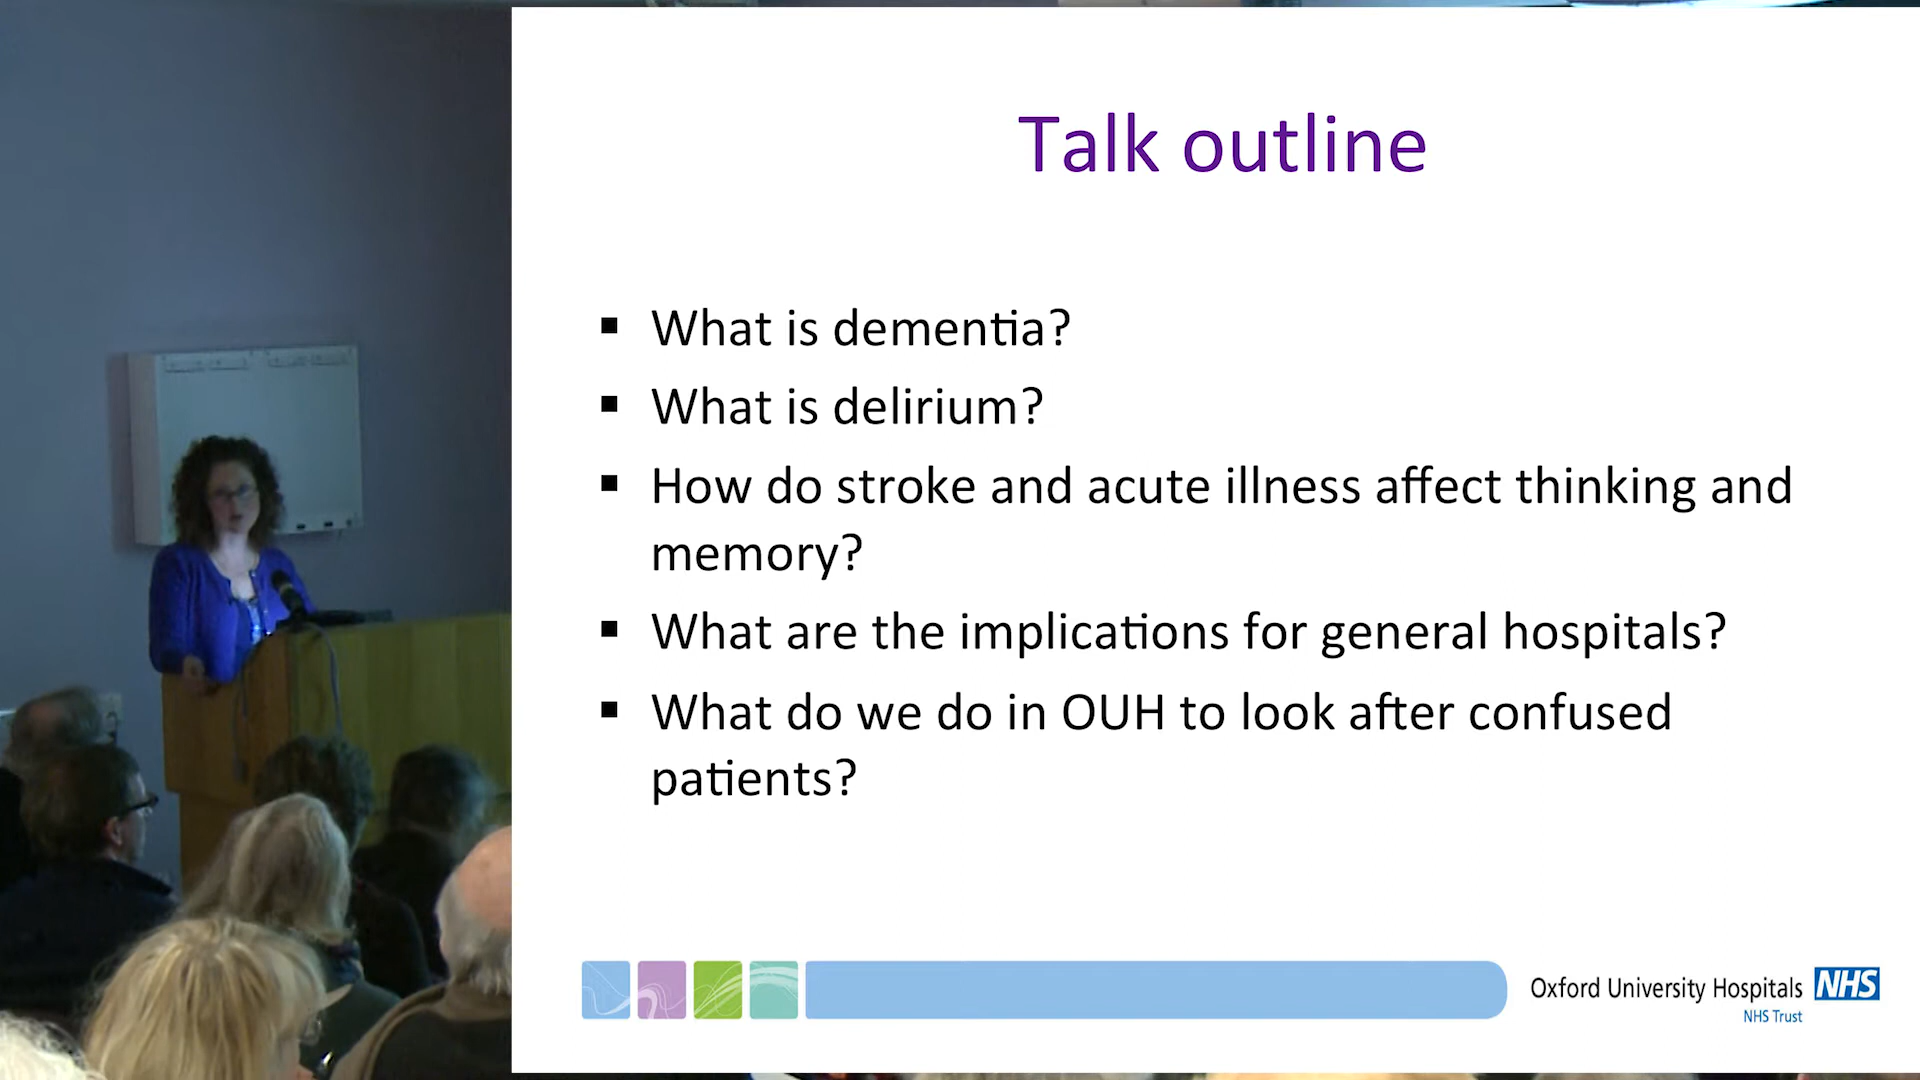 Talk outline
What is dementia?
What is delirium?
How do stroke and acute illness affect thinking and
memory?
What are the implications for general hospitals?
What do we do in OUH to look after confused
patients?
Oxford University Hospitals NHS
NHS Trust